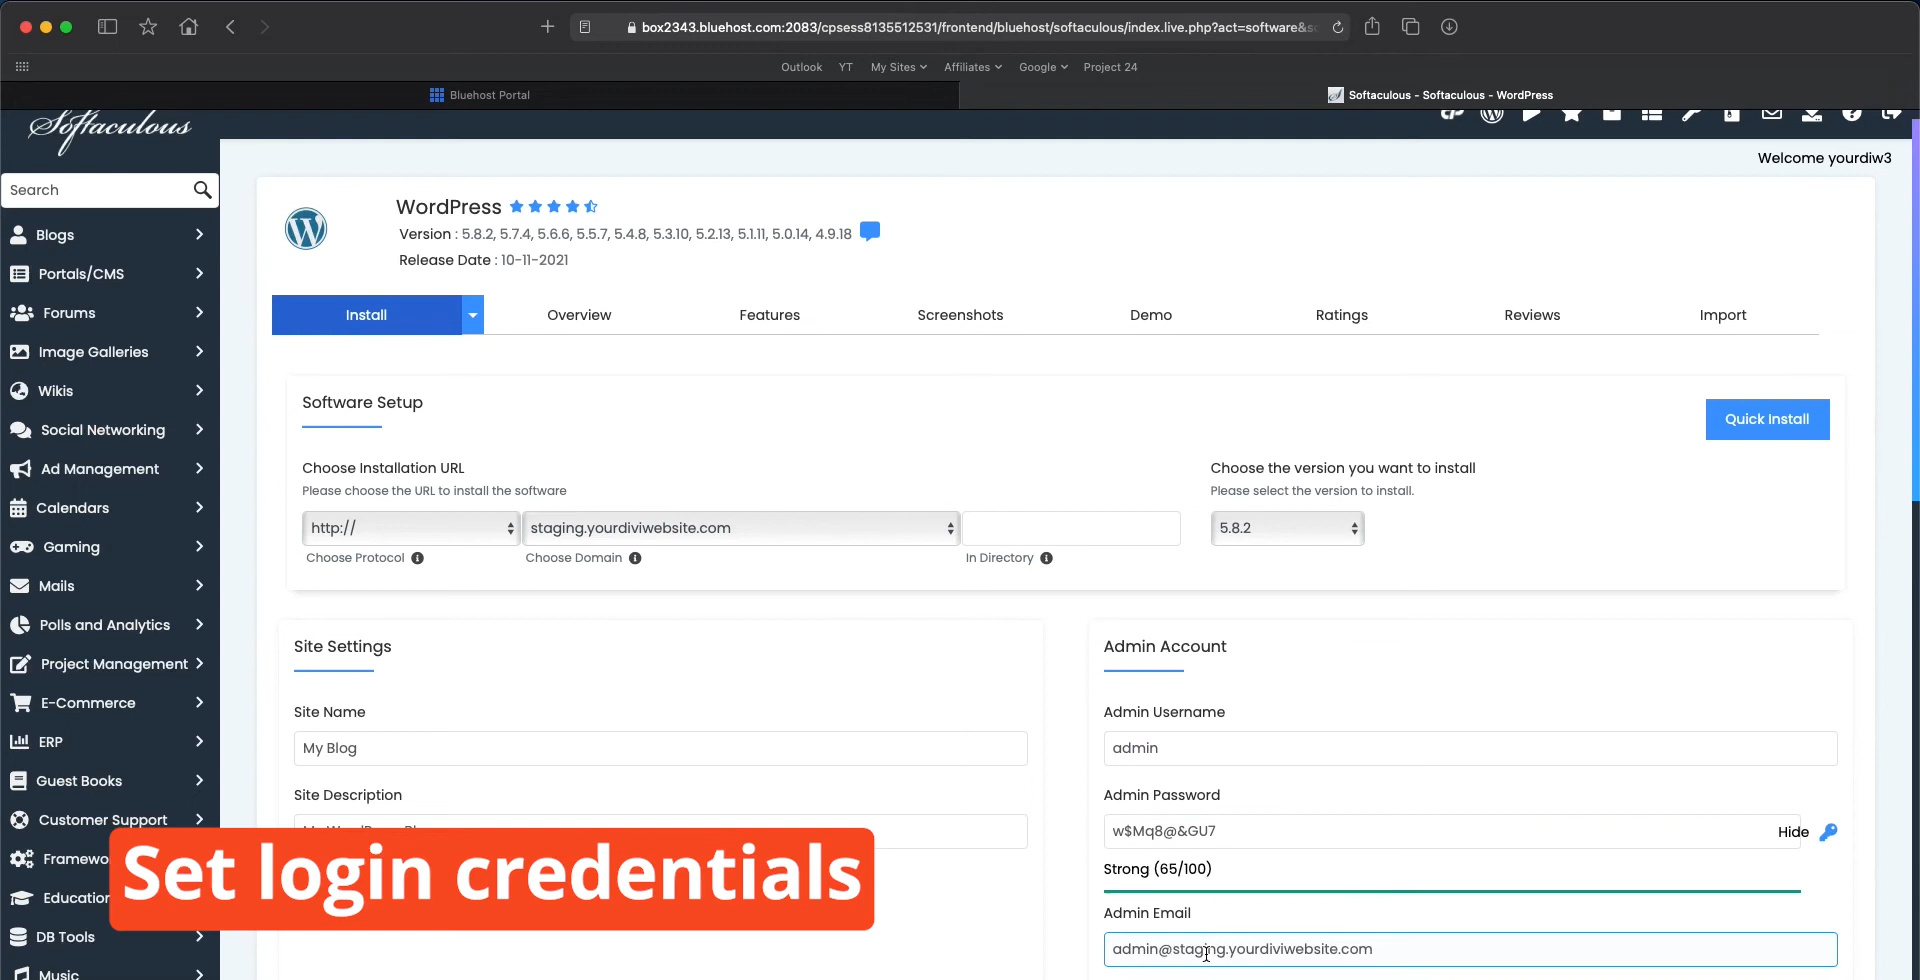 box2343.bluehost.com:2083/cpsess8135512531/frontend/bluehost/softaculous/index.live.php?act=software&
Outlook YT My Sites Affiliates Google Project 24
Bluehost Portal
Softaculous - Softaculous - WordPress
Softaculous
Welcome yourdiw3
Search
Blogs
Portals/CMS
Forums
Image Galleries
Wikis
Social Networking
Ad Management
Calendars
Gaming
Mails
Polls and Analytics
Project Management
E-Commerce
ERP
Guest Books
Customer Support
Framewo
Education
DB Tools
Music
WordPress
Version : 5.8.2, 5.7.4, 5.6.6, 5.5.7, 5.4.8, 5.3.10, 5.2.13, 5.1.11, 5.0.14, 4.9.18
Release Date : 10-11-2021
Install Overview Features Screenshots Demo Ratings Reviews Import
Software Setup
Quick Install
Choose Installation URL
Please choose the URL to install the software
http:// staging.yourdiviwebsite.com
Choose Protocol Choose Domain In Directory
Choose the version you want to install
Please select the version to install.
5.8.2
Site Settings
Site Name
My Blog
Site Description
Admin Account
Admin Username
admin
Admin Password
w$Mq8@&GU7 Hide
Strong (65/100)
Admin Email
admin@staging.yourdiviwebsite.com
Set login credentials